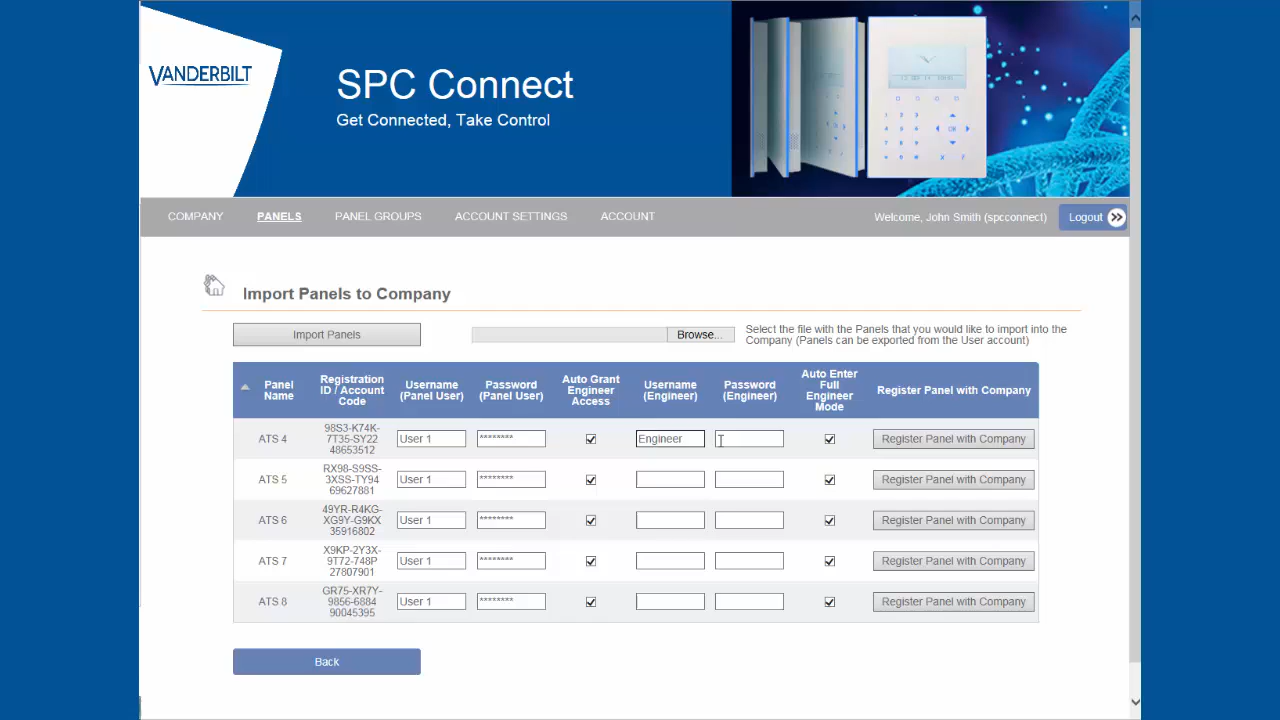 VANDERBILT
SPC Connect
Get Connected, Take Control
COMPANY PANELS PANEL GROUPS ACCOUNT SETTINGS ACCOUNT Welcome, John Smith (spcconnect) Logout
Import Panels to Company
Import Panels Browse... Select the file with the Panels that you would like to import into the
Company (Panels can be exported from the User account)
Panel Name Registration ID / Account Code Username (Panel User) Password (Panel User) Auto Grant Engineer Access Username (Engineer) Password (Engineer) Auto Enter Full Engineer Mode Register Panel with Company
ATS 4 98S3-K74K-7T35-SY22 48653512 User 1 ******** Engineer Register Panel with Company
ATS 5 RX98-S9SS-3XSS-TY94 69627881 User 1 ******** Register Panel with Company
ATS 6 49YR-R4KG-XG9Y-G9KX 35916802 User 1 ******** Register Panel with Company
ATS 7 X9KP-2Y3X-9T72-748P 27807901 User 1 ******** Register Panel with Company
ATS 8 GR75-XR7Y-9856-6884 90045395 User 1 ******** Register Panel with Company
Back